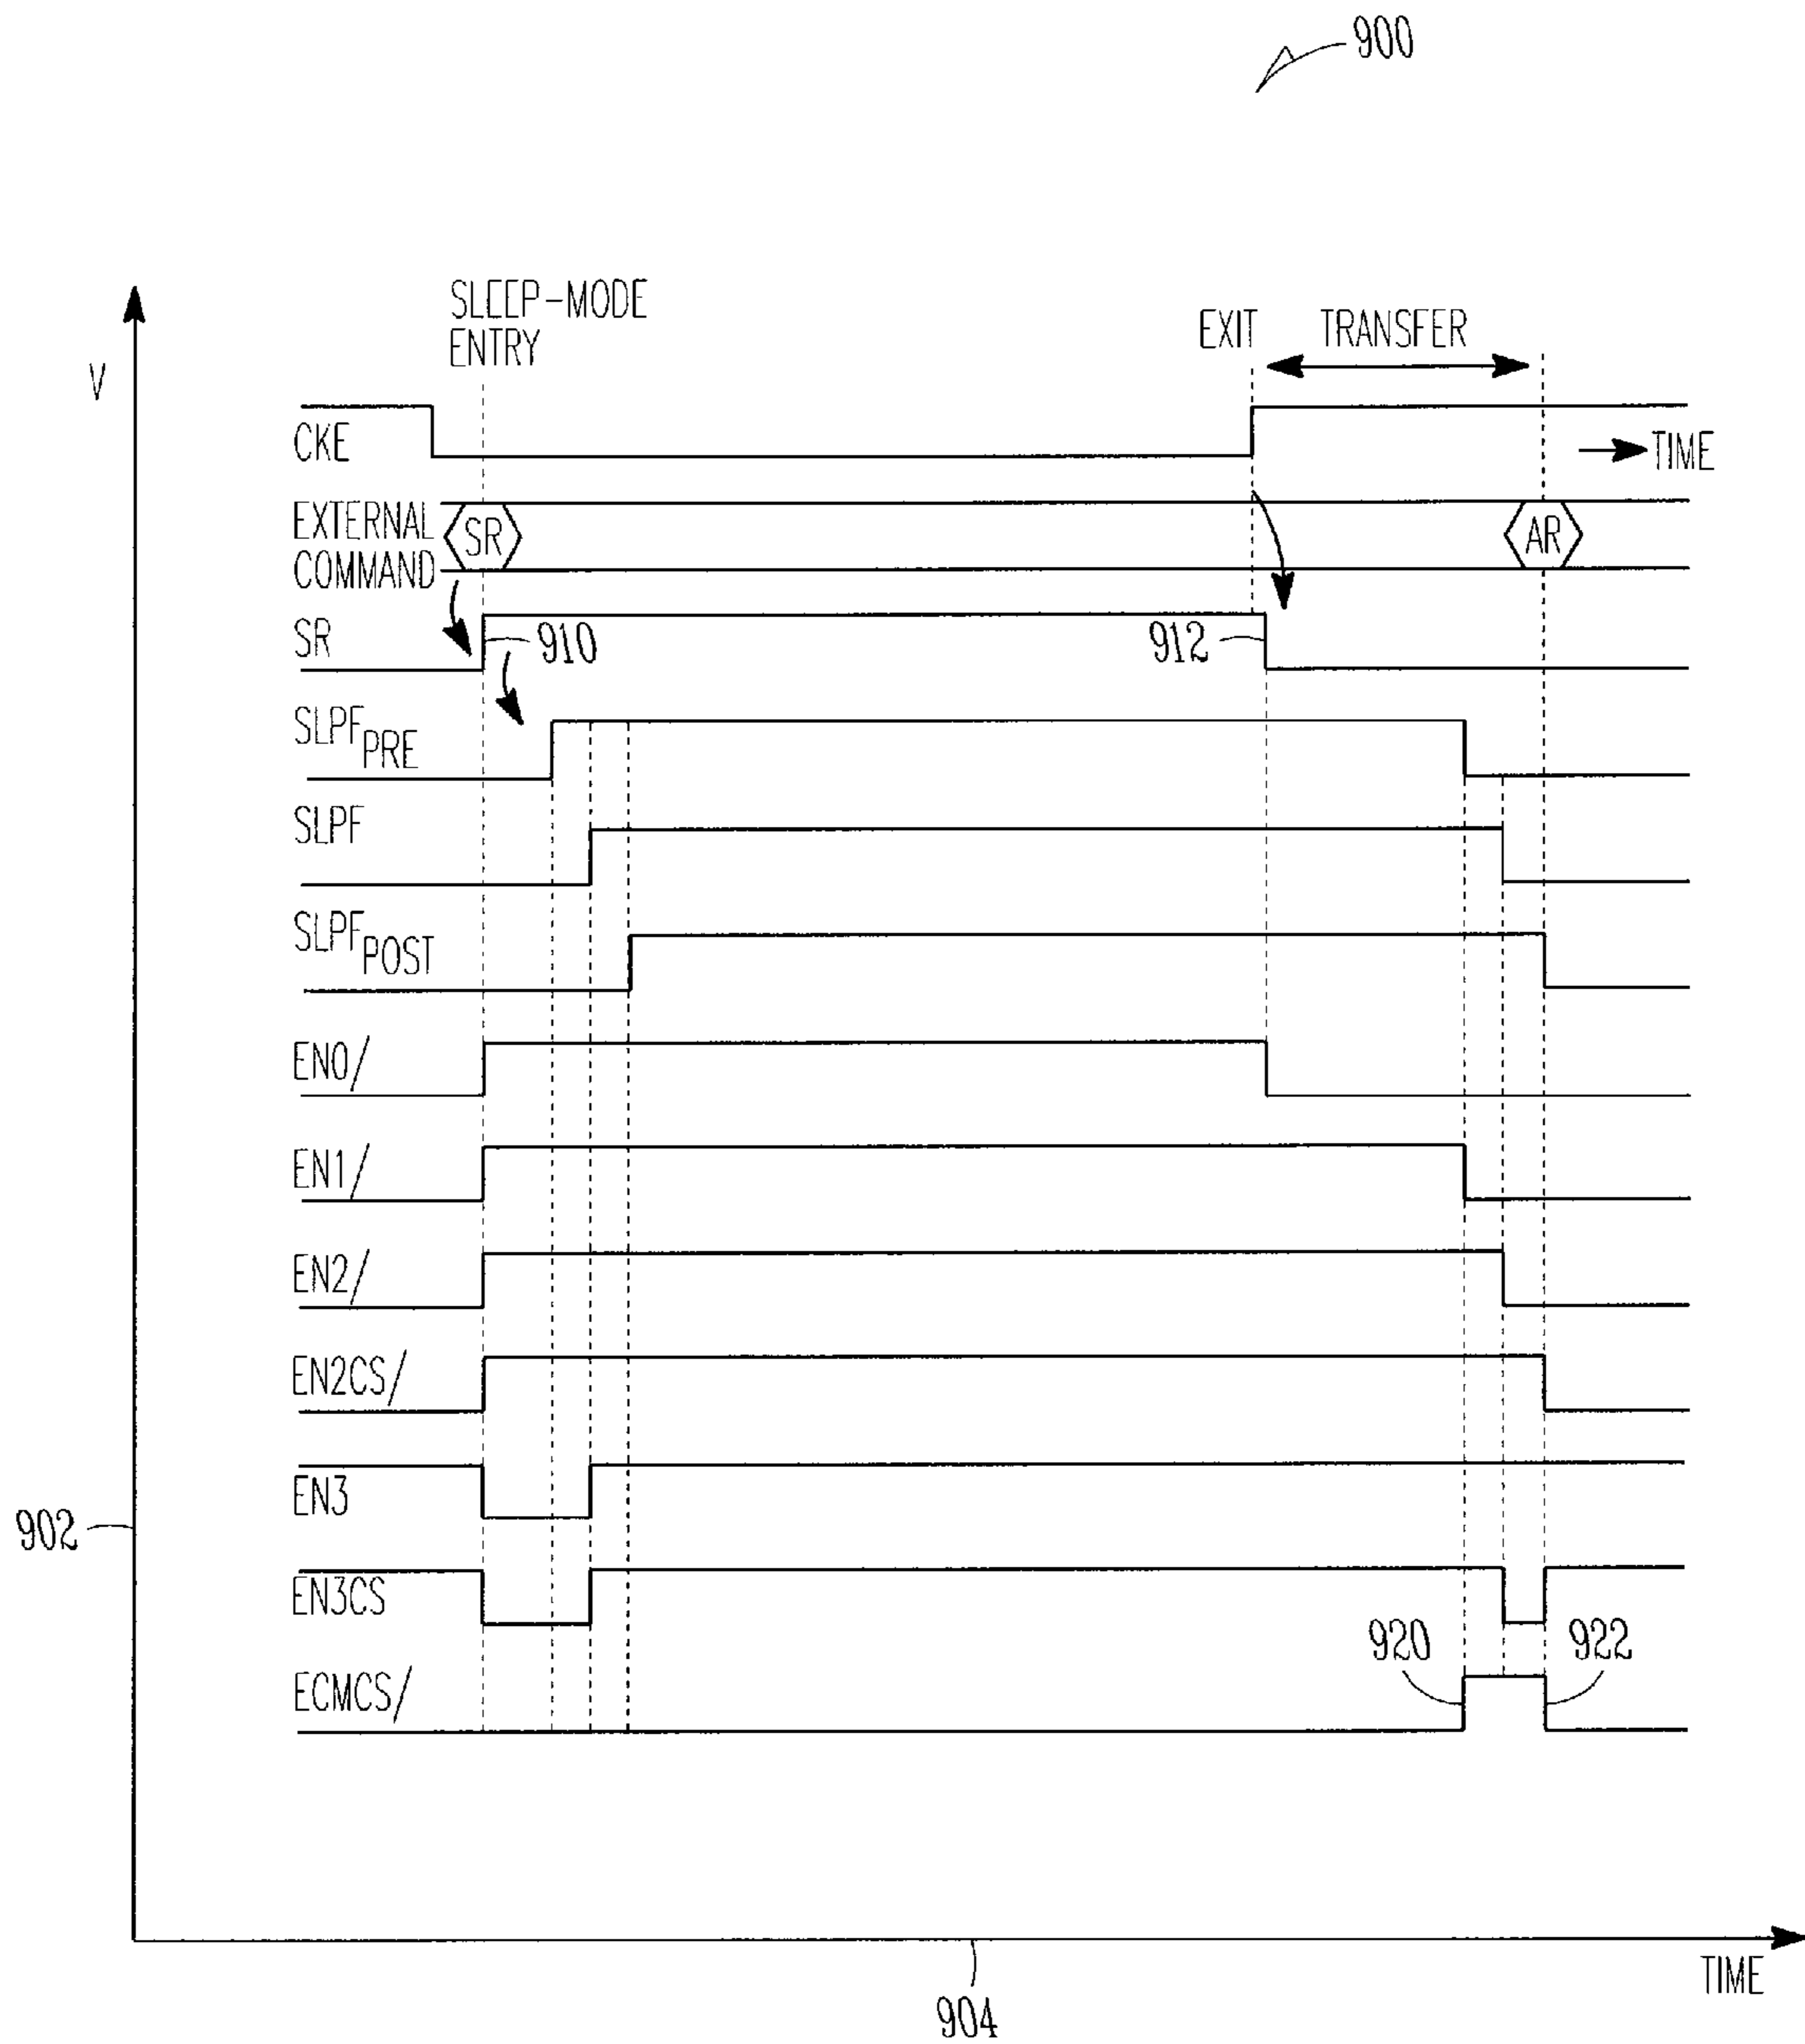 900
SLEEP-MODE
ENTRY
EXIT
TRANSFER
V
CKE
TIME
EXTERNAL
COMMAND
SR
AR
SR
910
912
SLPFPRE
SLPF
SLPFPOST
EN0/
EN1/
EN2/
EN2CS/
EN3
902
EN3CS
920
922
ECMCS/
TIME
904